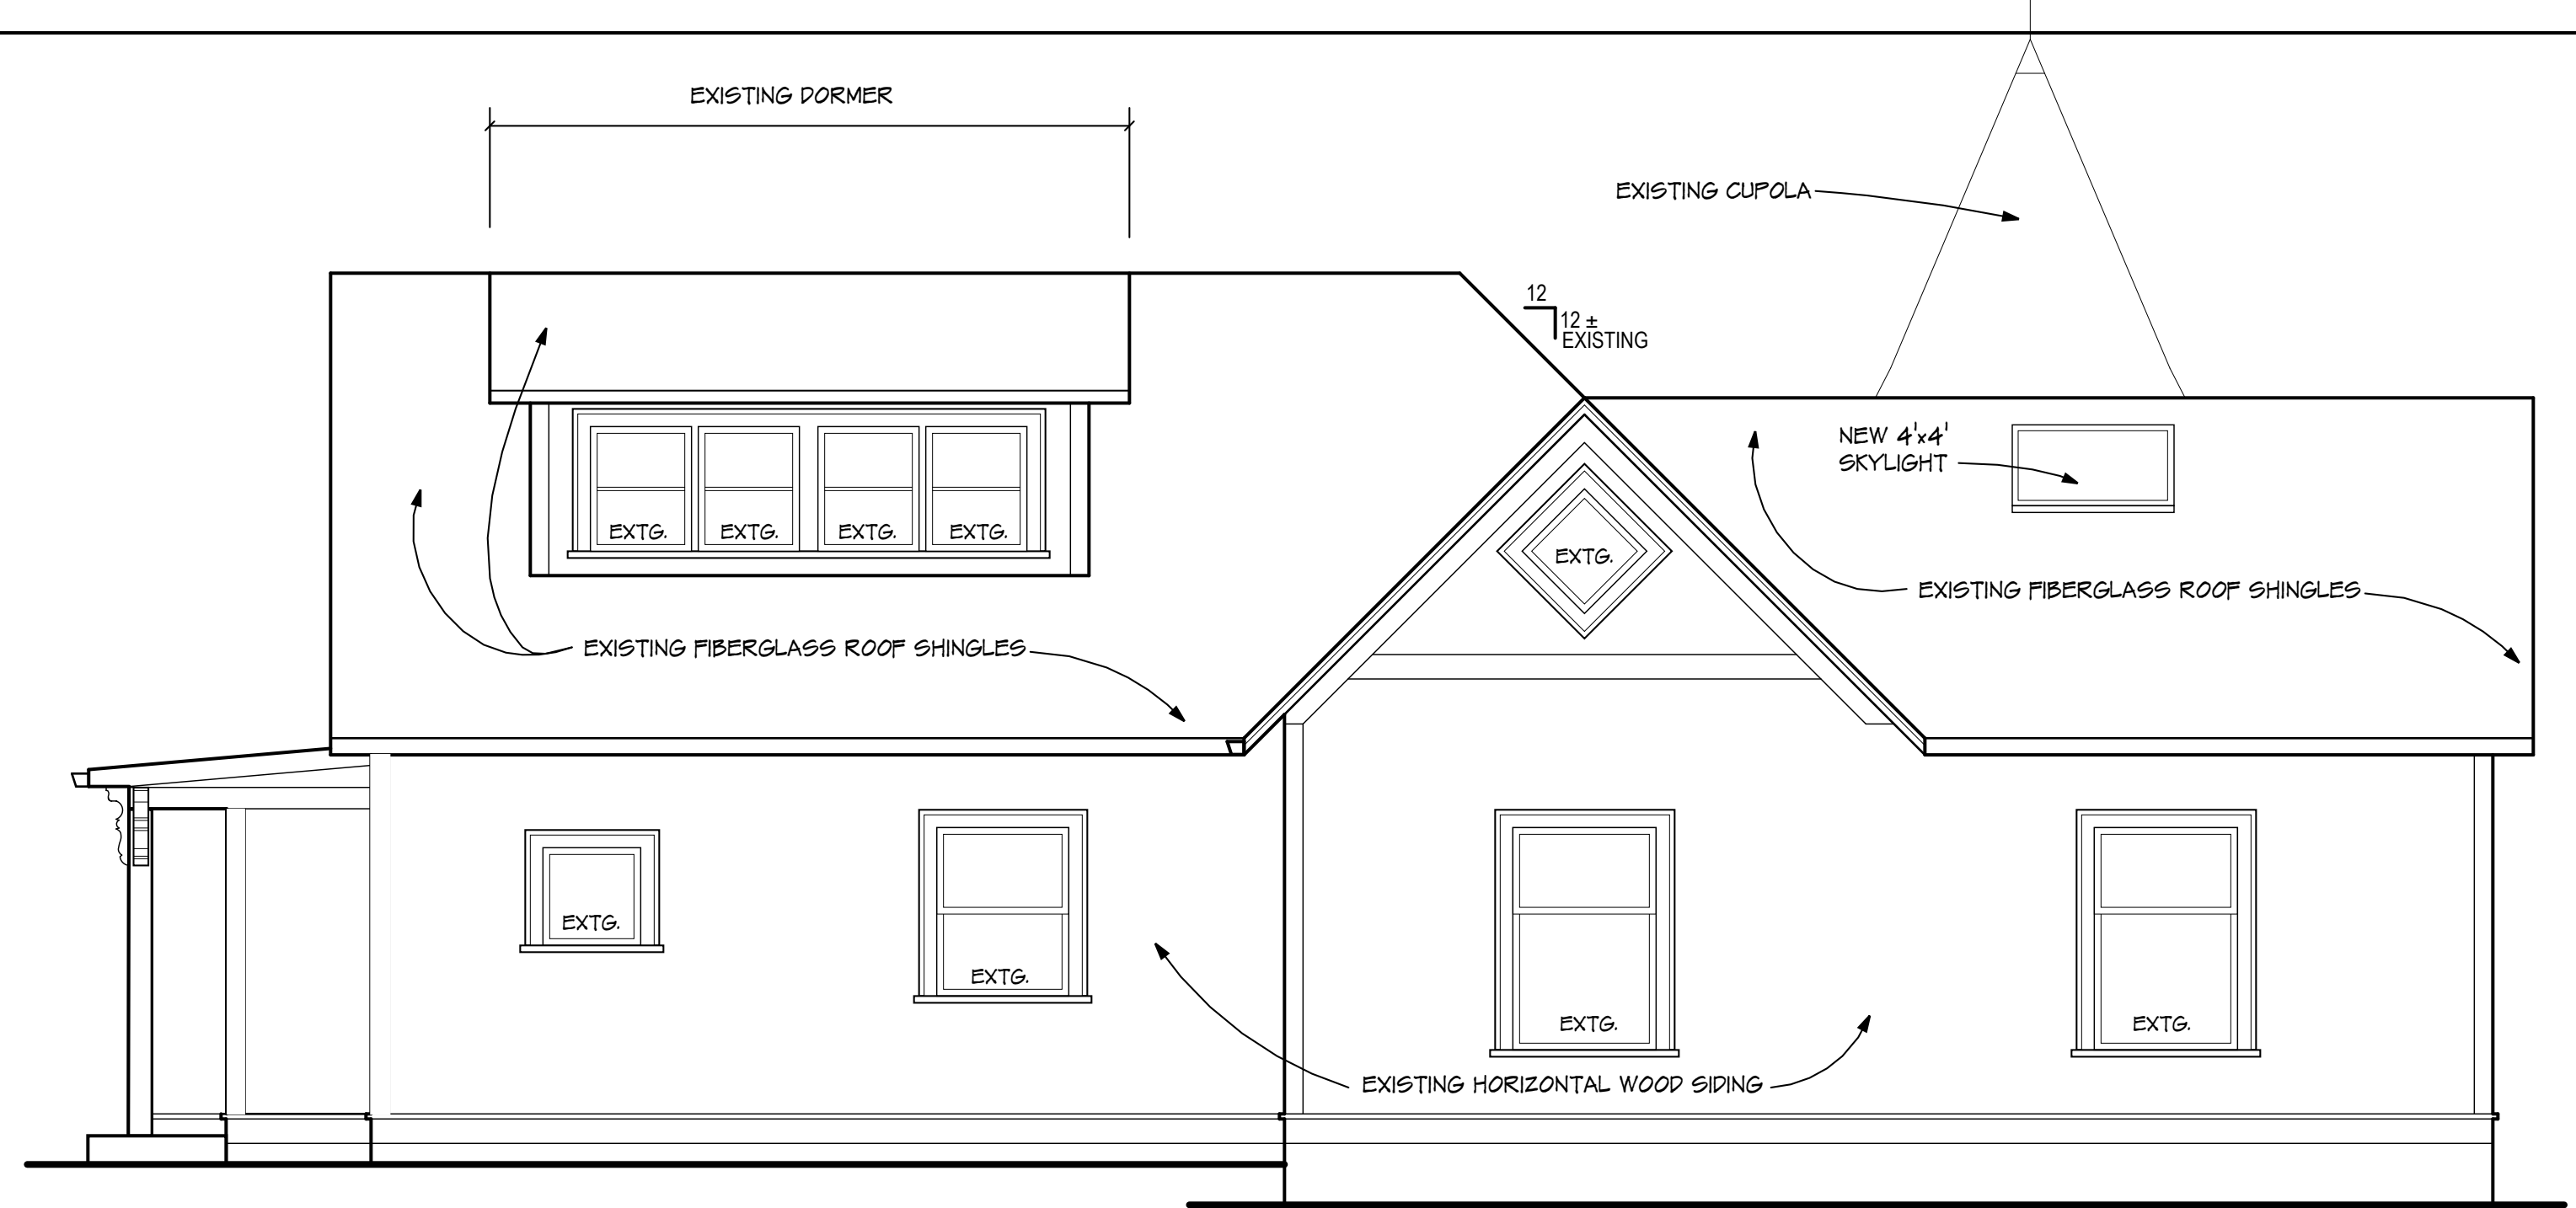 EXISTING DORMER
EXISTING CUPOLA
12
12 ±
EXISTING
NEW 4'x4'
SKYLIGHT
EXTG.
EXTG.
EXTG.
EXTG.
EXTG.
EXISTING FIBERGLASS ROOF SHINGLES
EXISTING FIBERGLASS ROOF SHINGLES
EXTG.
EXTG.
EXTG.
EXTG.
EXISTING HORIZONTAL WOOD SIDING